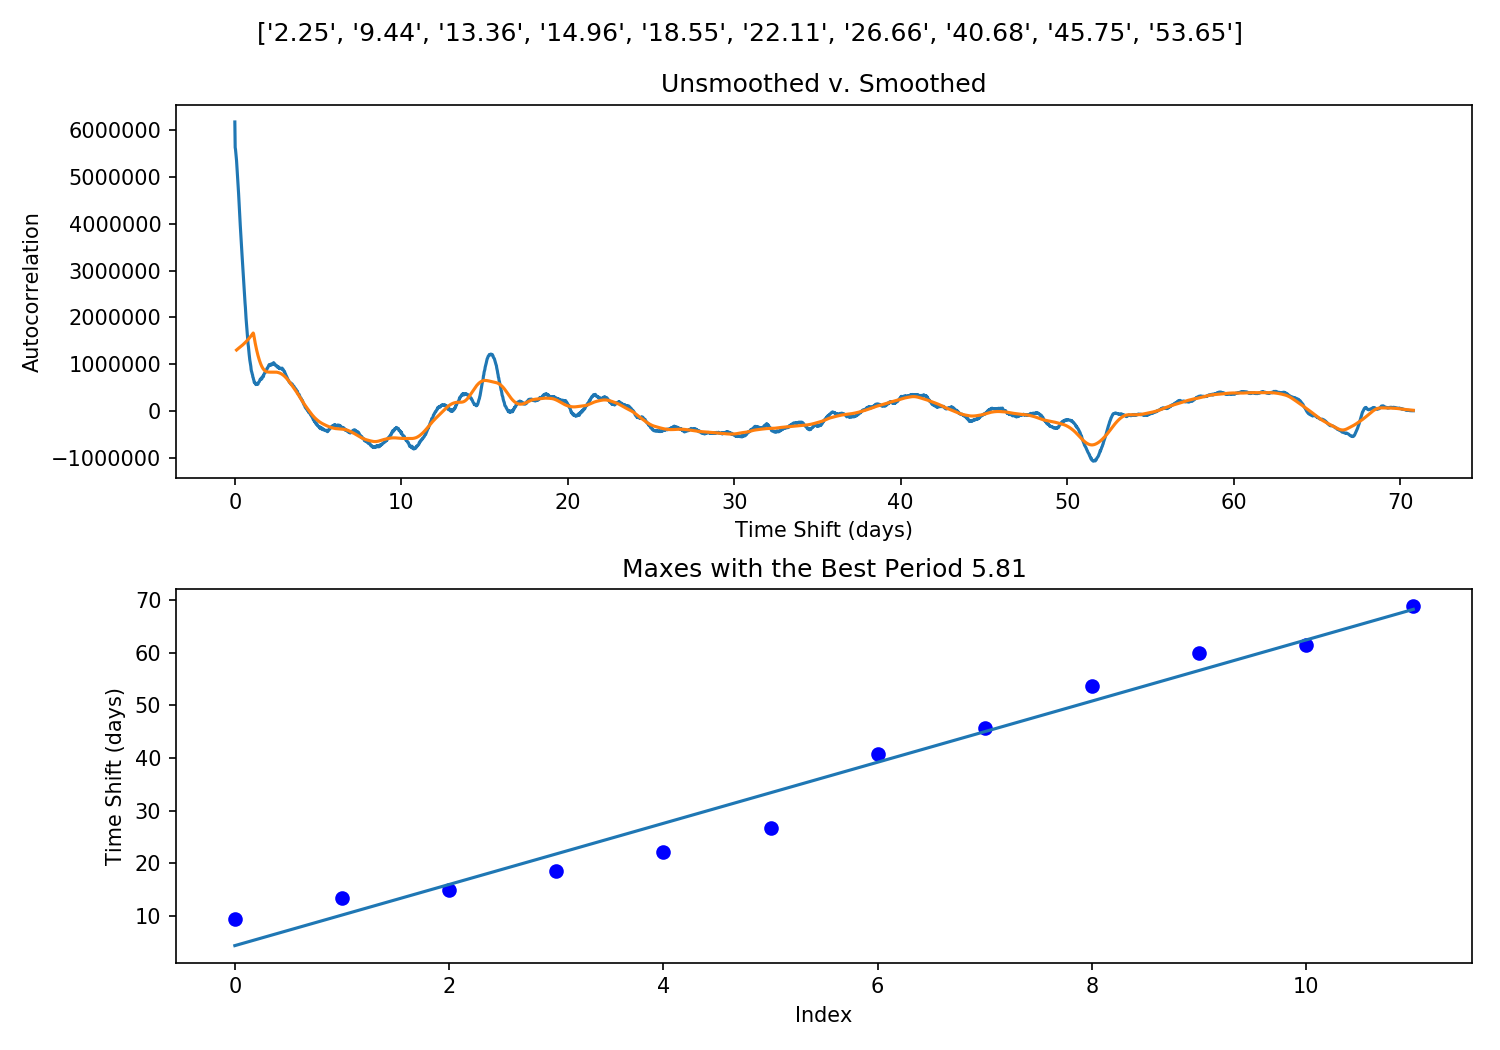 ['2.25', '9.44', '13.36', '14.96', '18.55', '22.11', '26.66', '40.68', '45.75', '53.65']
Unsmoothed v. Smoothed
Autocorrelation
6000000
5000000
4000000
3000000
2000000
1000000
0
−1000000
0 10 20 30 40 50 60 70
Time Shift (days)
Maxes with the Best Period 5.81
Time Shift (days)
70
60
50
40
30
20
10
0 2 4 6 8 10
Index